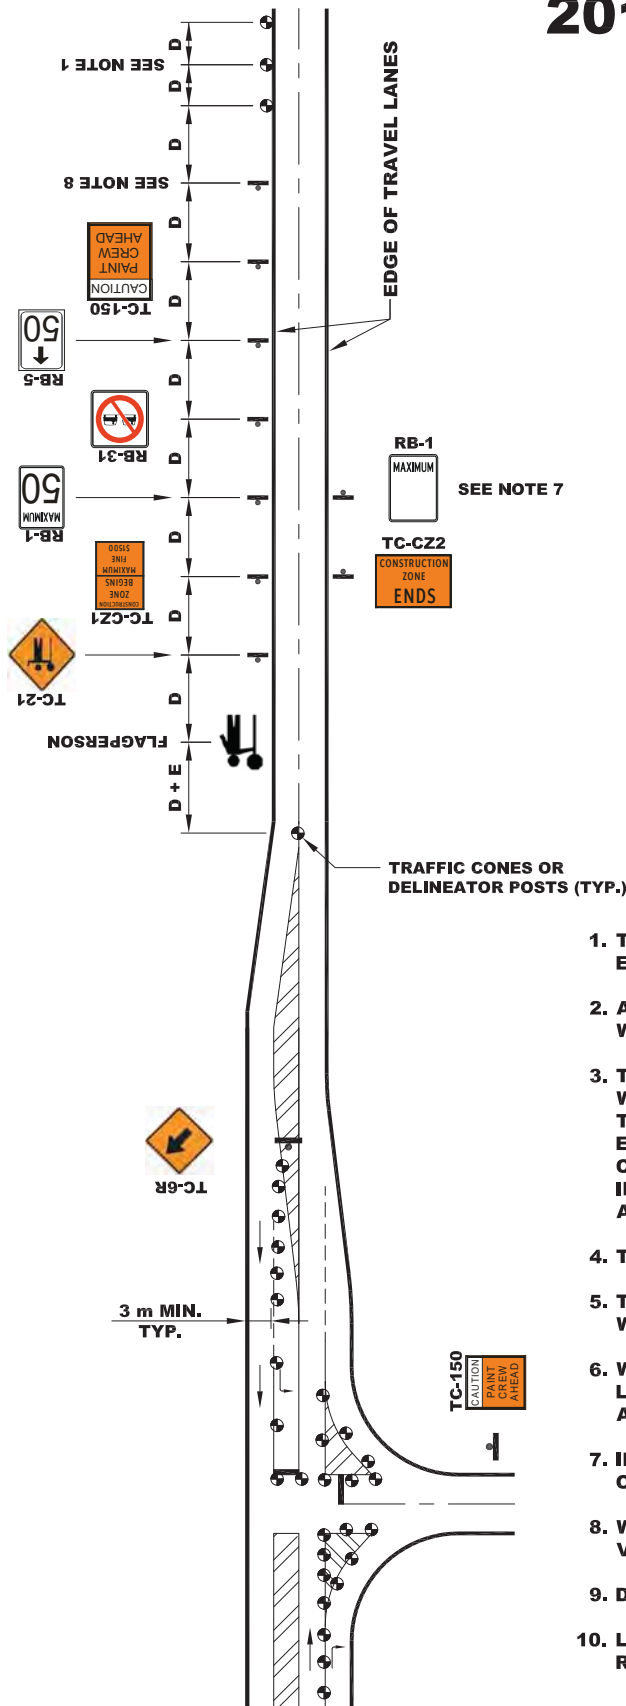 201
D
SEE NOTE 1
D
D
SEE NOTE 8
D
CAUTION
PAINT
CREW
AHEAD
TC-150
D
50
RB-5
D
RB-31
D
MAXIMUM
50
RB-1
D
CONSTRUCTION
ZONE
BEGINS
MAXIMUM
FINE
$1500
TC-CZ1
D
TC-21
D
FLAGPERSON
D + E
EDGE OF TRAVEL LANES
RB-1
MAXIMUM
SEE NOTE 7
TC-CZ2
CONSTRUCTION
ZONE
ENDS
TRAFFIC CONES OR
DELINEATOR POSTS (TYP.)
TC-6R
3 m MIN.
TYP.
TC-150
CAUTION
PAINT
CREW
AHEAD
1. T
E
2. A
W
3. T
W
T
E
C
A
4. T
5. T
W
6. W
L
A
7. I
C
8. W
V
9. D
10. L
R